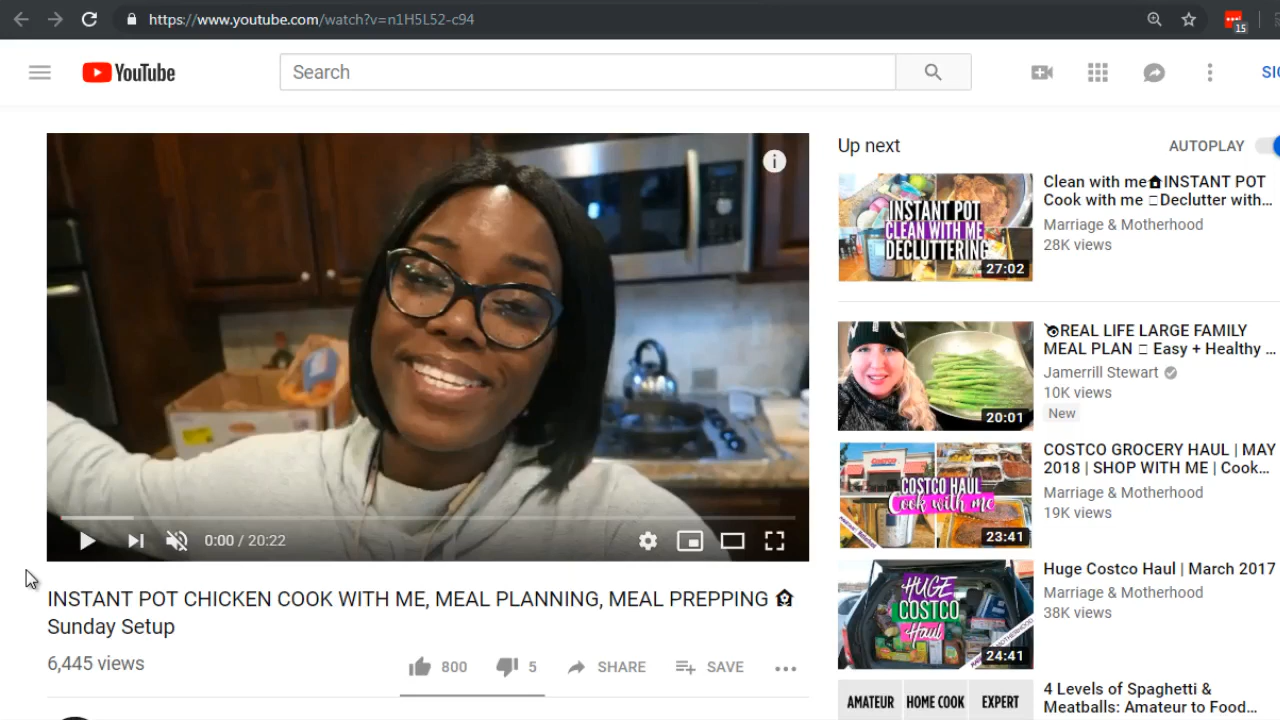 https://www.youtube.com/watch?v=n1H5L52-c94
15
YouTube
Search
SI
INSTANT POT CHICKEN COOK WITH ME, MEAL PLANNING, MEAL PREPPING
Sunday Setup
0:00 / 20:22
6,445 views
800
5
SHARE
SAVE
Up next
AUTOPLAY
INSTANT POT
CLEAN WITH ME
DECLUTTERING
27:02
Clean with me INSTANT POT
Cook with me □Declutter with...
Marriage & Motherhood
28K views
20:01
REAL LIFE LARGE FAMILY
MEAL PLAN □ Easy + Healthy ...
Jamerrill Stewart
10K views
New
COSTCO HAUL
Cook with me
23:41
COSTCO GROCERY HAUL | MAY
2018 | SHOP WITH ME | Cook...
Marriage & Motherhood
19K views
HUGE
COSTCO
Haul
24:41
Huge Costco Haul | March 2017
Marriage & Motherhood
38K views
AMATEUR
HOME COOK
EXPERT
4 Levels of Spaghetti &
Meatballs: Amateur to Food...